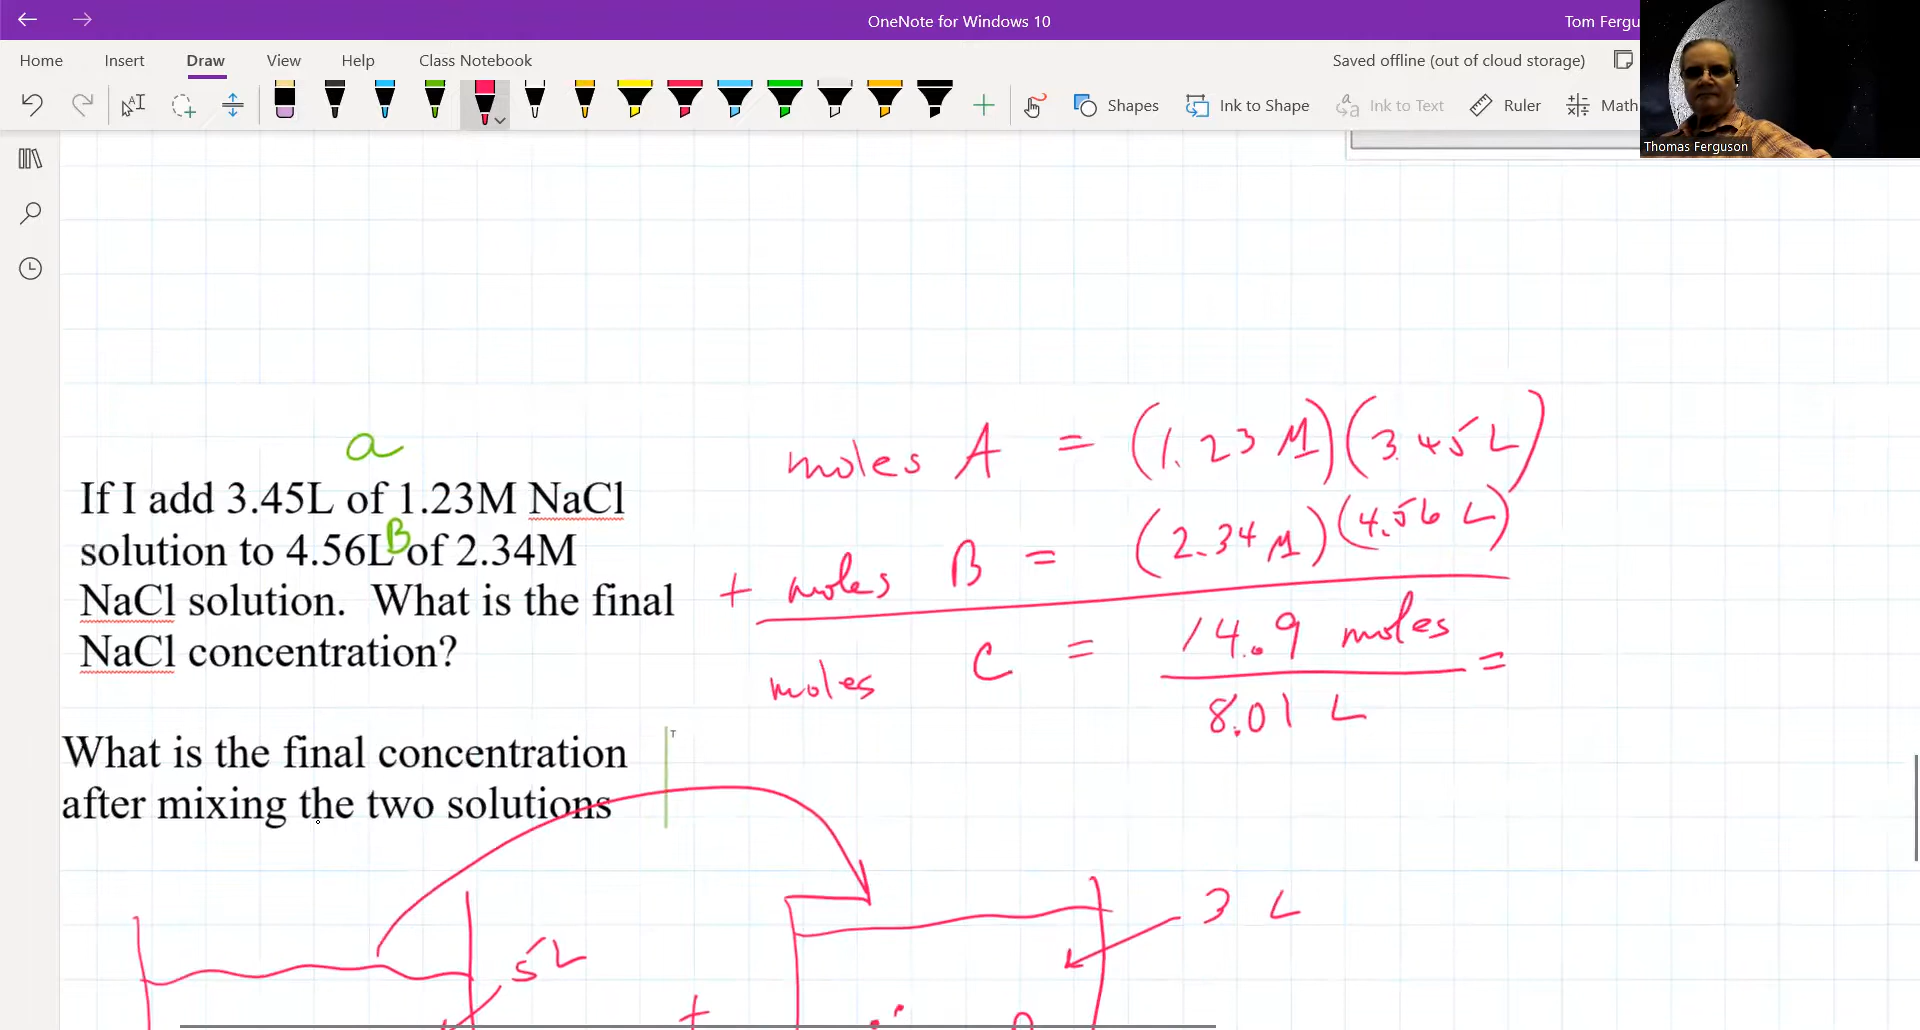 OneNote for Windows 10
Tom Fergu
Home Insert Draw View Help Class Notebook
Saved offline (out of cloud storage)
Shapes Ink to Shape Ink to Text Ruler Math
Thomas Ferguson
a
If I add 3.45L of 1.23M NaCl
solution to 4.56L of 2.34M
B
NaCl solution. What is the final
NaCl concentration?
moles A = (1.23 M)(3.45 L)
+ moles B = (2.34 M)(4.56 L)
moles C = 14.9 moles
8.01 L
=
What is the final concentration
after mixing the two solutions
5L
+
3 L